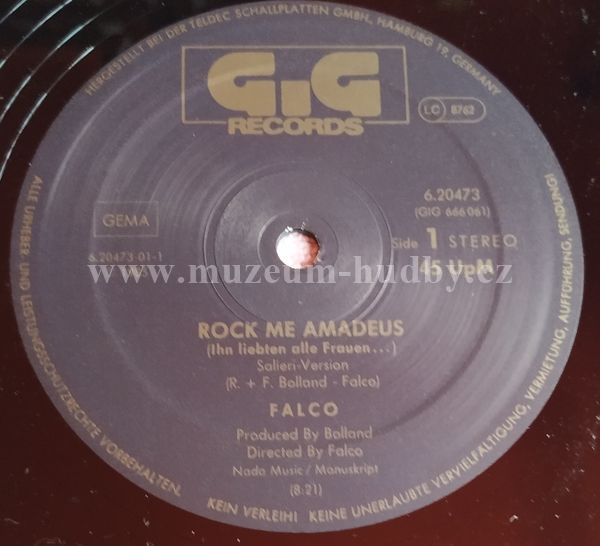 HERGESTELLT BEI DER TELDEC SCHALLPLATTEN GMBH, HAMBURG 19, GERMANY
GiG
RECORDS
LC 8762
6.20473
(GIG 666 061)
GEMA
Side 1 STEREO
6.20473-01-1
45 UpM
www.muzeum-hudby.cz
ROCK ME AMADEUS
(Ihn liebten alle Frauen...)
Salieri-Version
(R. + F. Bolland - Falco)
FALCO
Produced By Bolland
Directed By Falco
Nada Music / Manuskript
(8:21)
ALLE URHEBER- UND LEISTUNGSSCHUTZRECHTE VORBEHALTEN.
KEIN VERLEIH! KEINE UNERLAUBTE VERVIELFÄLTIGUNG, VERMIETUNG, AUFFÜHRUNG, SENDUNG!